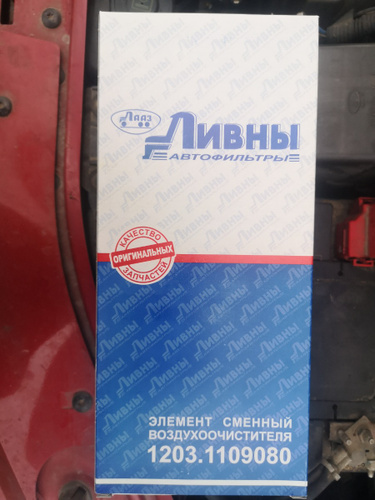 ЛААЗ
ЛИВНЫ
АВТОФИЛЬТРЫ
КАЧЕСТВО
ОРИГИНАЛЬНЫХ
ЗАПЧАСТЕЙ
ЭЛЕМЕНТ СМЕННЫЙ
ВОЗДУХООЧИСТИТЕЛЯ
1203.1109080